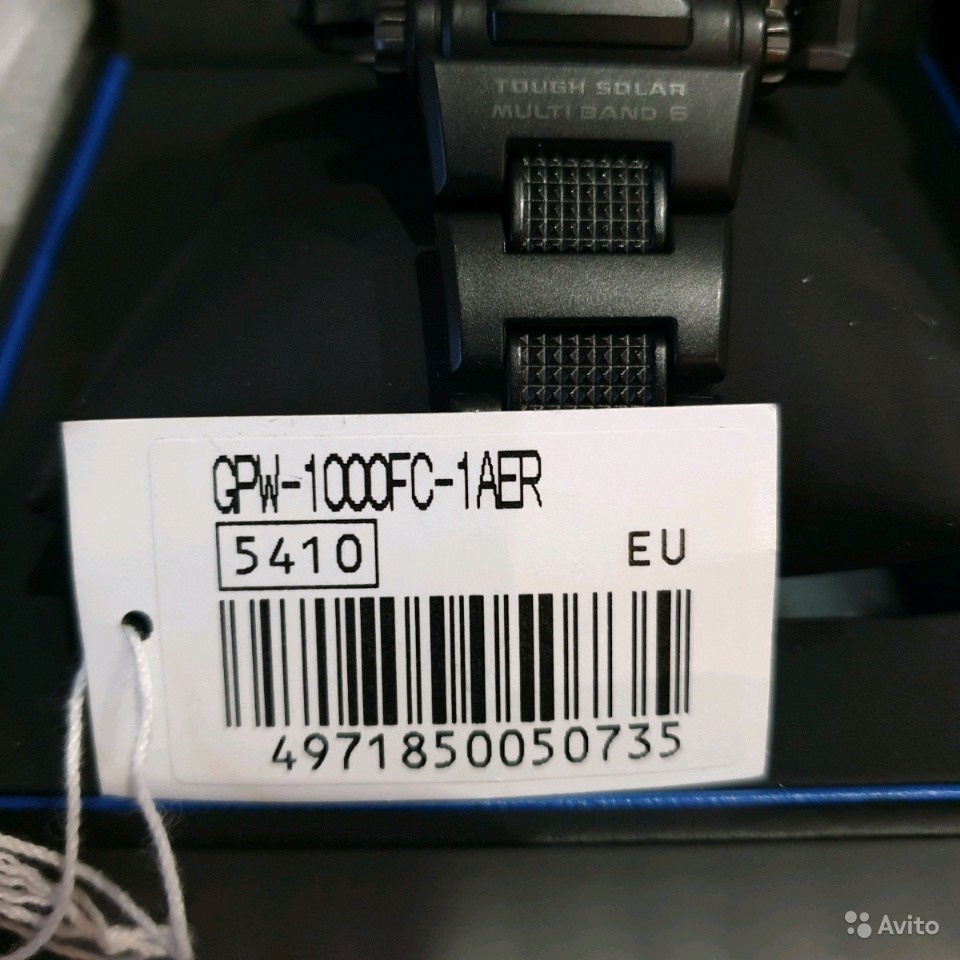 TOUGH SOLAR
MULTI BAND 6
GPW-1000FC-1AER
5410
EU
4971850050735
Avito